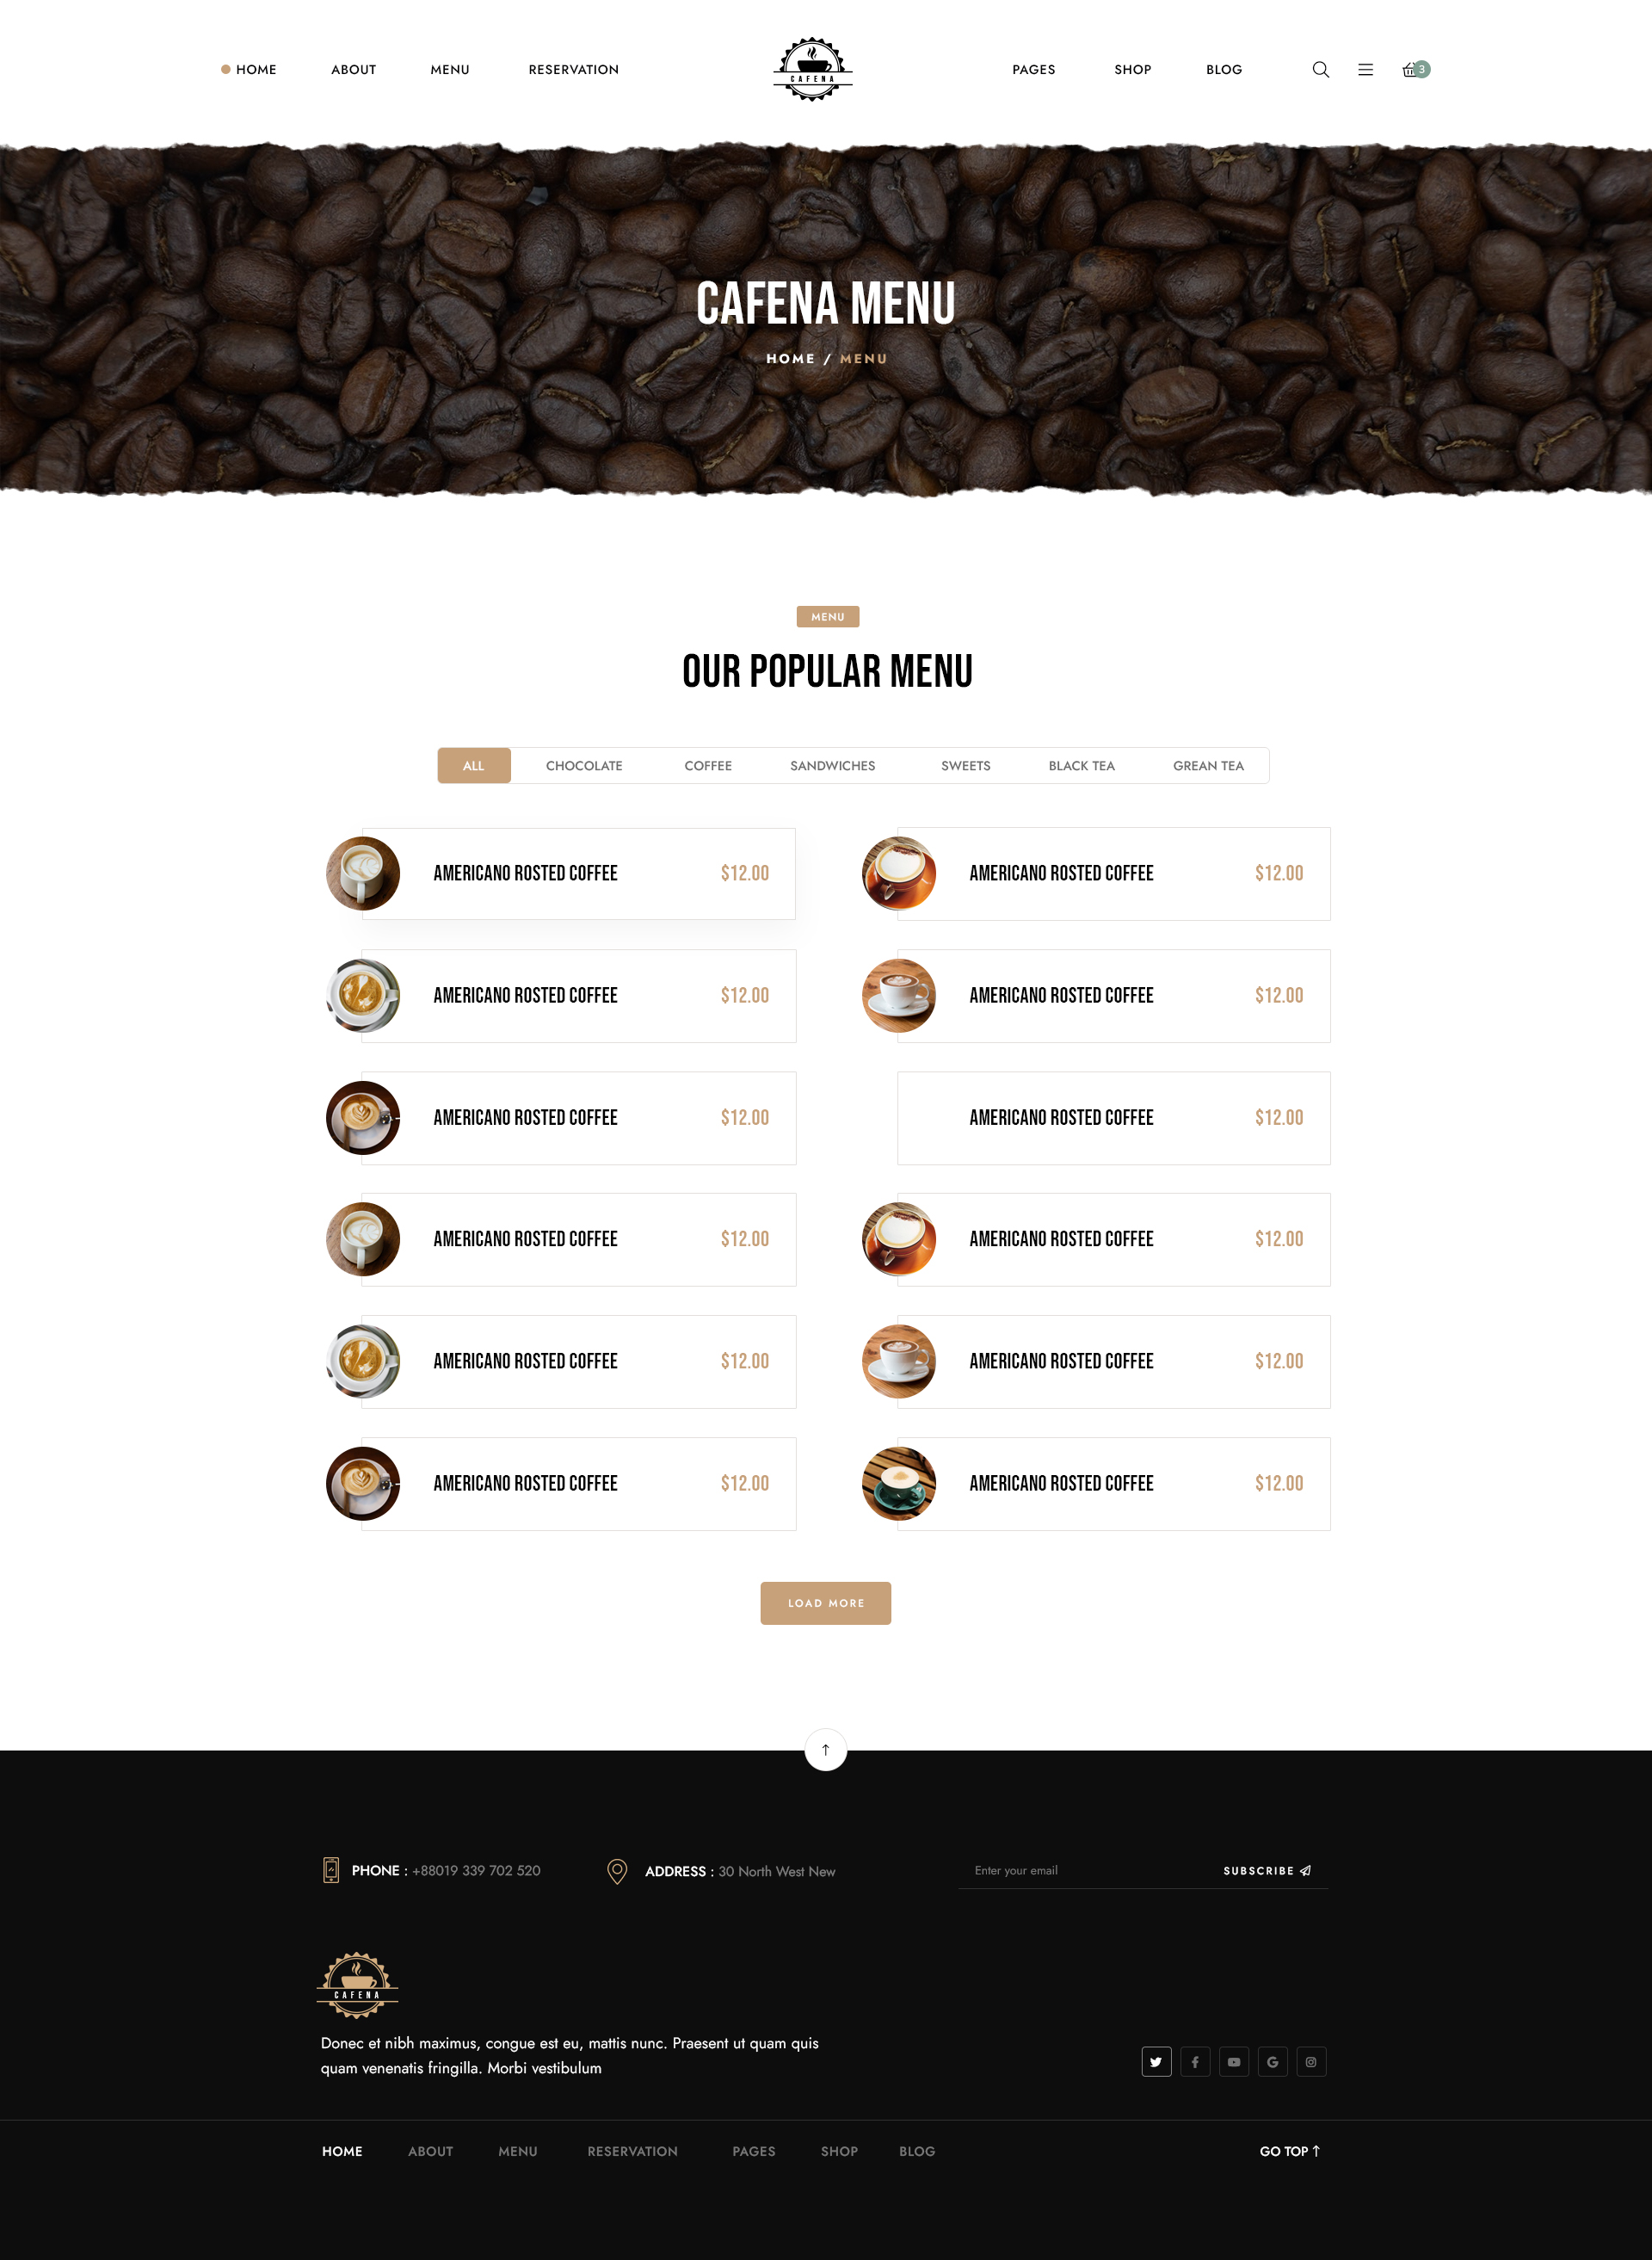 HOME ABOUT MENU RESERVATION CAFENA PAGES SHOP BLOG 3
CAFENA MENU
HOME / MENU
MENU
OUR POPULAR MENU
ALL CHOCOLATE COFFEE SANDWICHES SWEETS BLACK TEA GREAN TEA
AMERICANO ROSTED COFFEE $12.00 AMERICANO ROSTED COFFEE $12.00
AMERICANO ROSTED COFFEE $12.00 AMERICANO ROSTED COFFEE $12.00
AMERICANO ROSTED COFFEE $12.00 AMERICANO ROSTED COFFEE $12.00
AMERICANO ROSTED COFFEE $12.00 AMERICANO ROSTED COFFEE $12.00
AMERICANO ROSTED COFFEE $12.00 AMERICANO ROSTED COFFEE $12.00
AMERICANO ROSTED COFFEE $12.00 AMERICANO ROSTED COFFEE $12.00
LOAD MORE
PHONE : +88019 339 702 520 ADDRESS : 30 North West New Enter your email SUBSCRIBE
CAFENA
Donec et nibh maximus, congue est eu, mattis nunc. Praesent ut quam quis
quam venenatis fringilla. Morbi vestibulum
HOME ABOUT MENU RESERVATION PAGES SHOP BLOG GO TOP